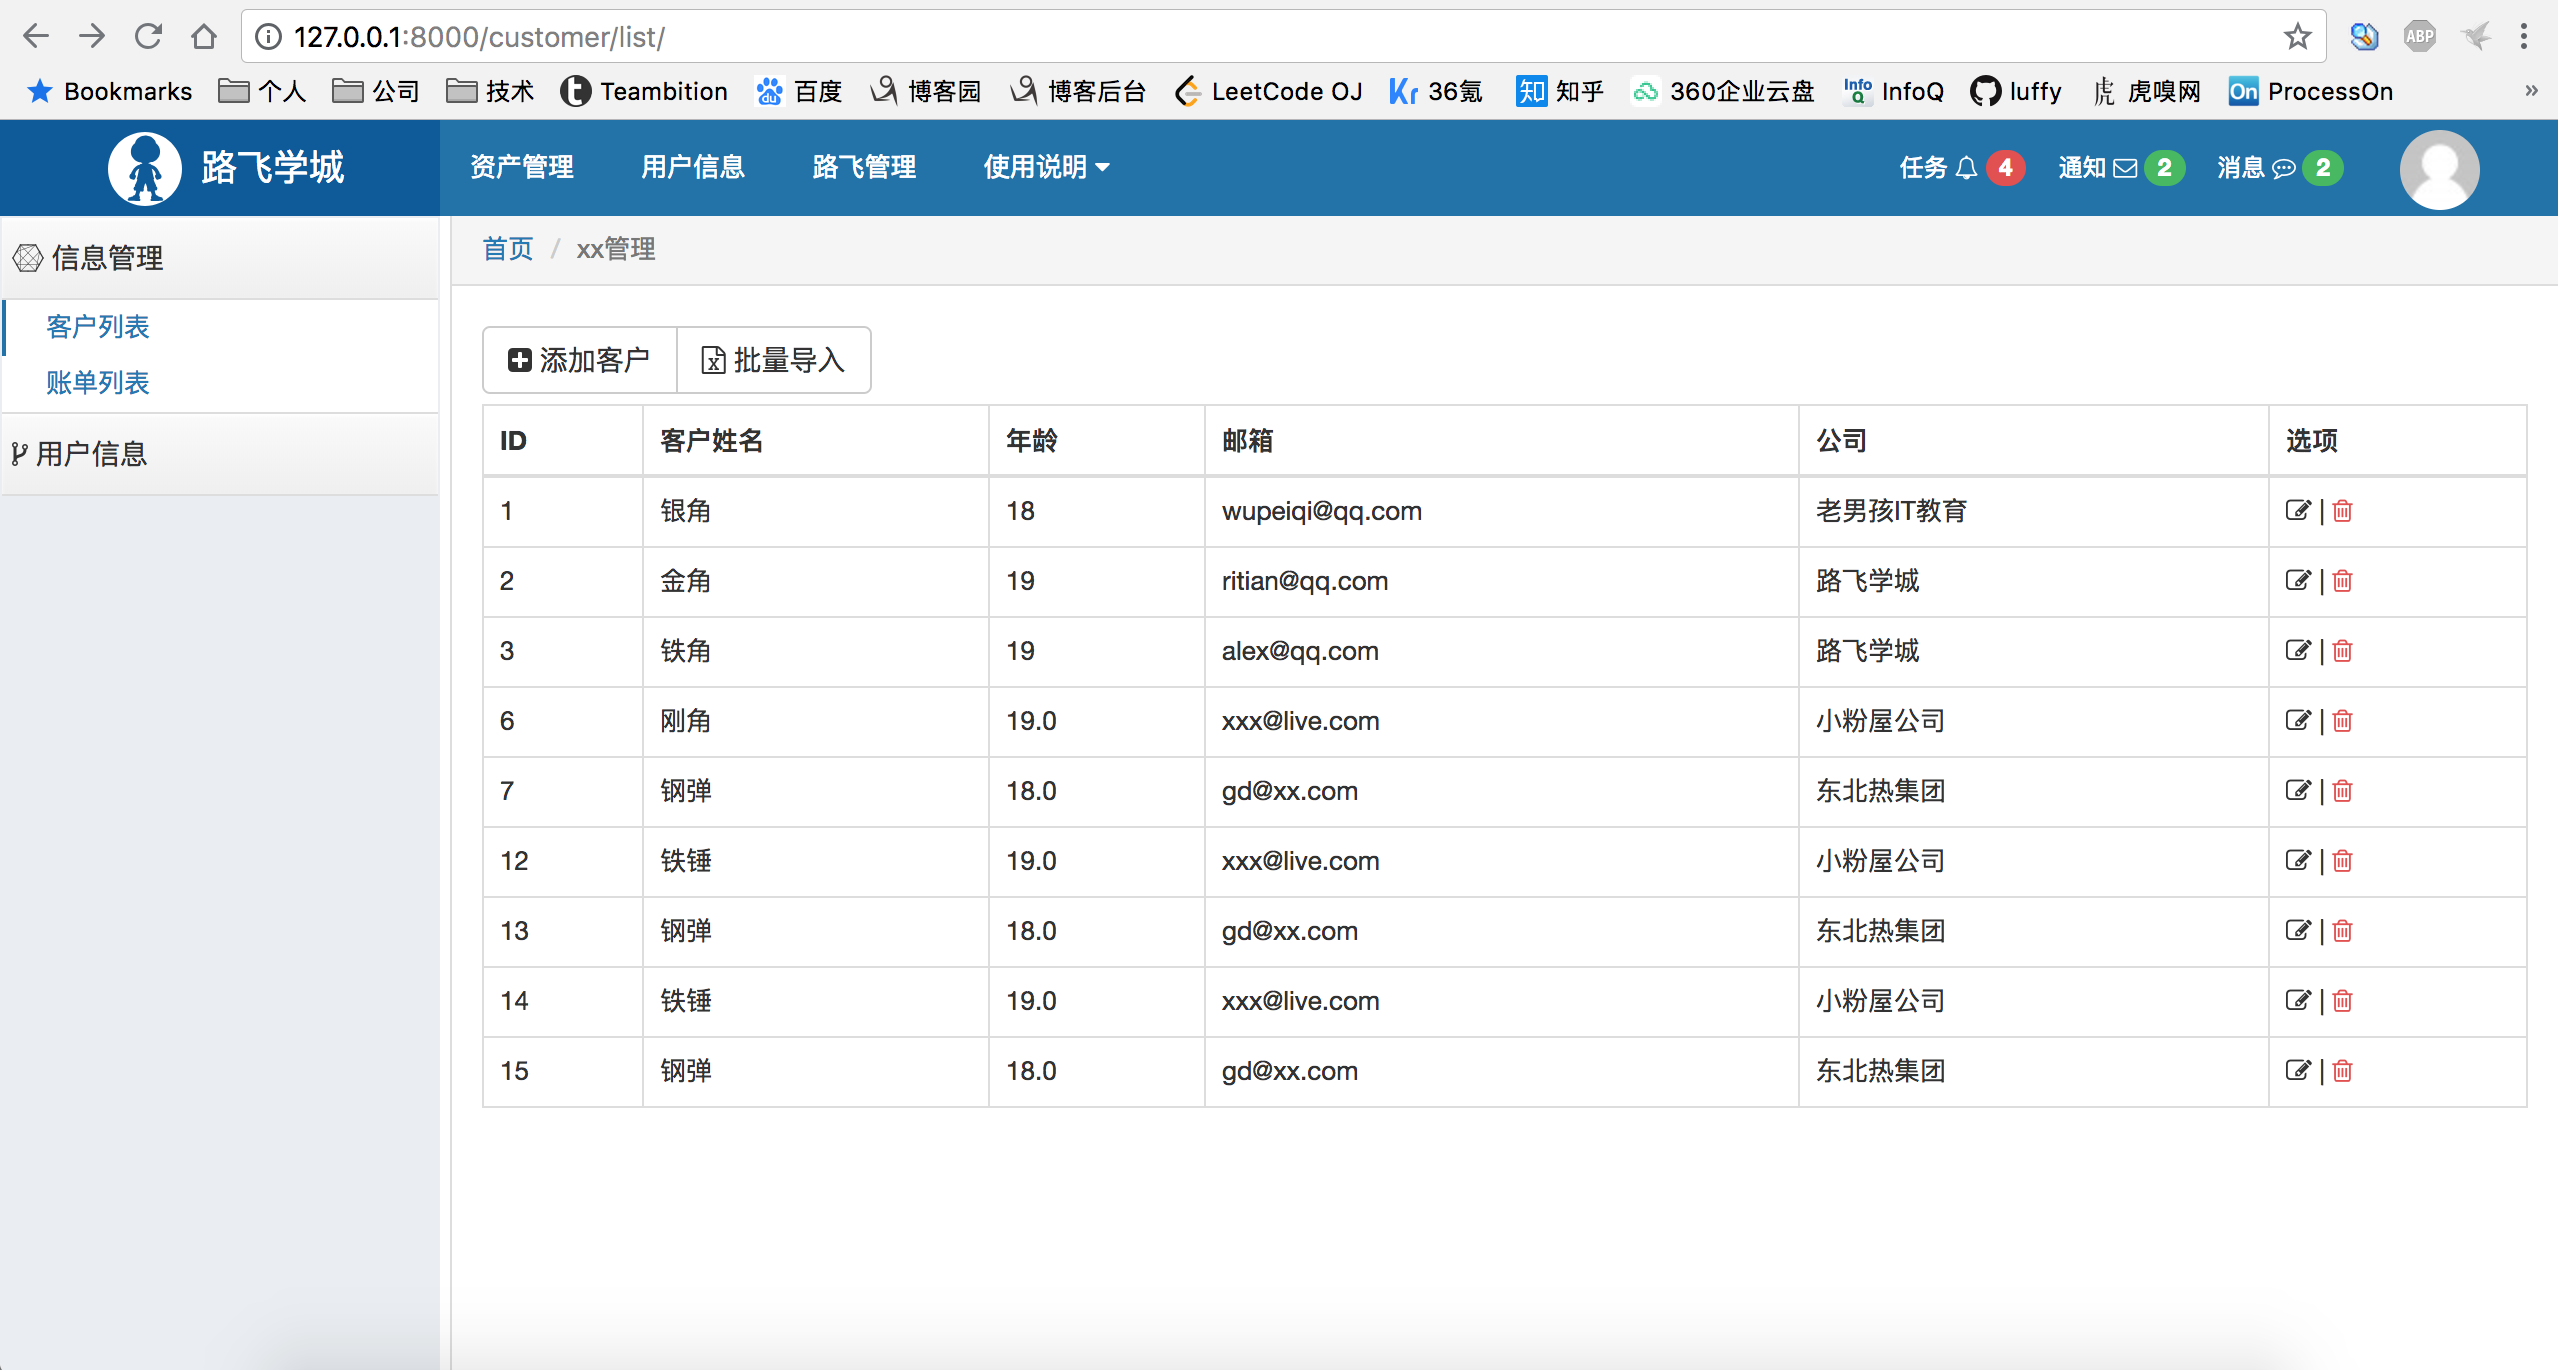 127.0.0.1:8000/customer/list/
ABP
Bookmarks 个人 公司 技术 Teambition du 百度 博客园 博客后台 LeetCode OJ Kr 36氪 知 知乎 360企业云盘 Info Q InfoQ luffy 虎 虎嗅网 On ProcessOn »
路飞学城 资产管理 用户信息 路飞管理 使用说明 任务 4 通知 2 消息 2
信息管理
客户列表
账单列表
用户信息
首页 / xx管理
添加客户 批量导入
ID 客户姓名 年龄 邮箱 公司 选项
1 银角 18 wupeiqi@qq.com 老男孩IT教育 |
2 金角 19 ritian@qq.com 路飞学城 |
3 铁角 19 alex@qq.com 路飞学城 |
6 刚角 19.0 xxx@live.com 小粉屋公司 |
7 钢弹 18.0 gd@xx.com 东北热集团 |
12 铁锤 19.0 xxx@live.com 小粉屋公司 |
13 钢弹 18.0 gd@xx.com 东北热集团 |
14 铁锤 19.0 xxx@live.com 小粉屋公司 |
15 钢弹 18.0 gd@xx.com 东北热集团 |